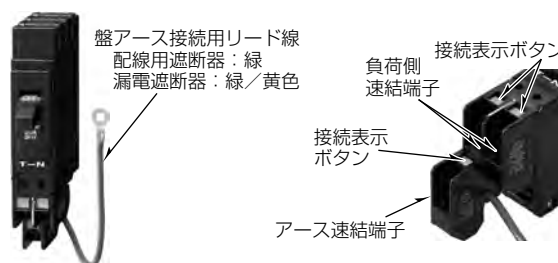 盤アース接続用リード線
配線用遮断器：緑
漏電遮断器：緑／黄色
T－N
接続表示ボタン
負荷側
速結端子
接続表示
ボタン
アース速結端子